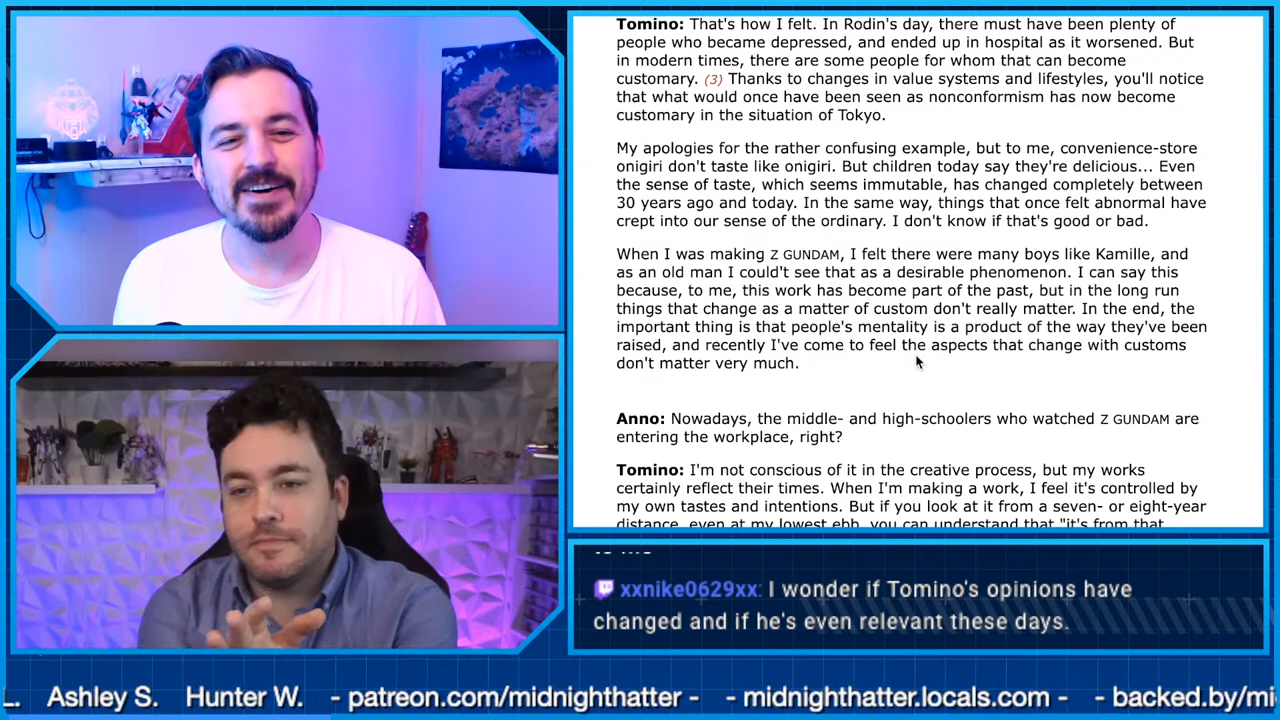 Tomino: That's how I felt. In Rodin's day, there must have been plenty of
people who became depressed, and ended up in hospital as it worsened. But
in modern times, there are some people for whom that can become
customary. (3) Thanks to changes in value systems and lifestyles, you'll notice
that what would once have been seen as nonconformism has now become
customary in the situation of Tokyo.
My apologies for the rather confusing example, but to me, convenience-store
onigiri don't taste like onigiri. But children today say they're delicious... Even
the sense of taste, which seems immutable, has changed completely between
30 years ago and today. In the same way, things that once felt abnormal have
crept into our sense of the ordinary. I don't know if that's good or bad.
When I was making Z GUNDAM, I felt there were many boys like Kamille, and
as an old man I could't see that as a desirable phenomenon. I can say this
because, to me, this work has become part of the past, but in the long run
things that change as a matter of custom don't really matter. In the end, the
important thing is that people's mentality is a product of the way they've been
raised, and recently I've come to feel the aspects that change with customs
don't matter very much.
Anno: Nowadays, the middle- and high-schoolers who watched Z GUNDAM are
entering the workplace, right?
Tomino: I'm not conscious of it in the creative process, but my works
certainly reflect their times. When I'm making a work, I feel it's controlled by
my own tastes and intentions. But if you look at it from a seven- or eight-year
distance, even at my lowest ebb, you can understand that "it's from that
xxnike0629xx: I wonder if Tomino's opinions have
changed and if he's even relevant these days.
L. Ashley S. Hunter W. - patreon.com/midnighthatter - - midnighthatter.locals.com - - backed.by/mi